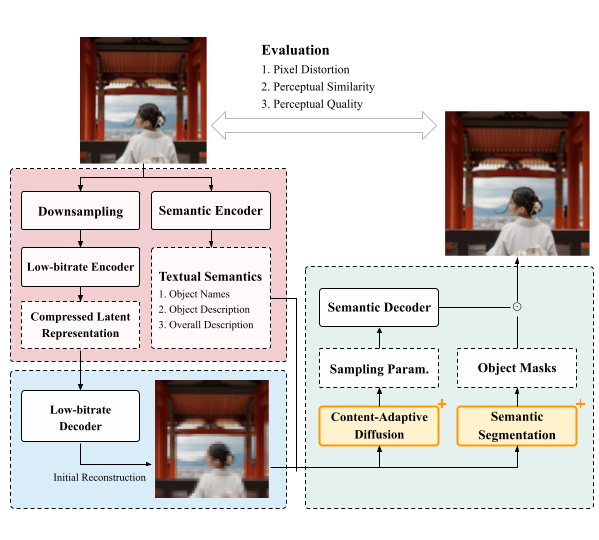 Evaluation
1. Pixel Distortion
2. Perceptual Similarity
3. Perceptual Quality
Downsampling
Semantic Encoder
Low-bitrate Encoder
Compressed Latent
Representation
Textual Semantics
1. Object Names
2. Object Description
3. Overall Description
Low-bitrate
Decoder
Initial Reconstruction
Semantic Decoder
Sampling Param.
Object Masks
Content-Adaptive
Diffusion
Semantic
Segmentation